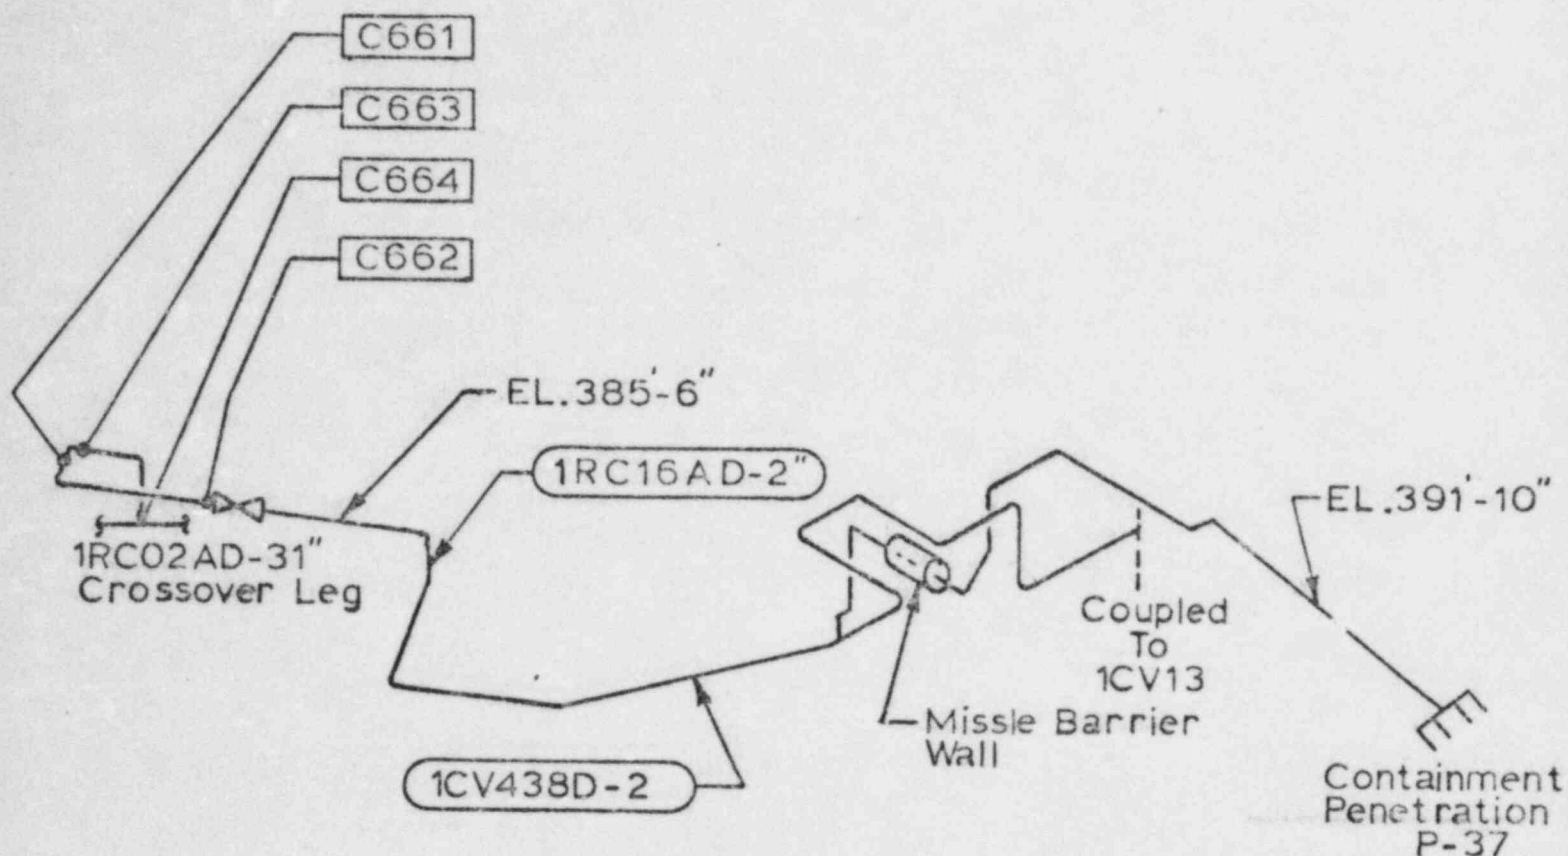 C661
C663
C664
C662
EL.385'-6"
1RC16AD-2"
EL.391'-10"
1RC02AD-31"
Crossover Leg
Coupled
To
1CV13
Missle Barrier
Wall
1CV438D-2
Containment
Penetration
P-37